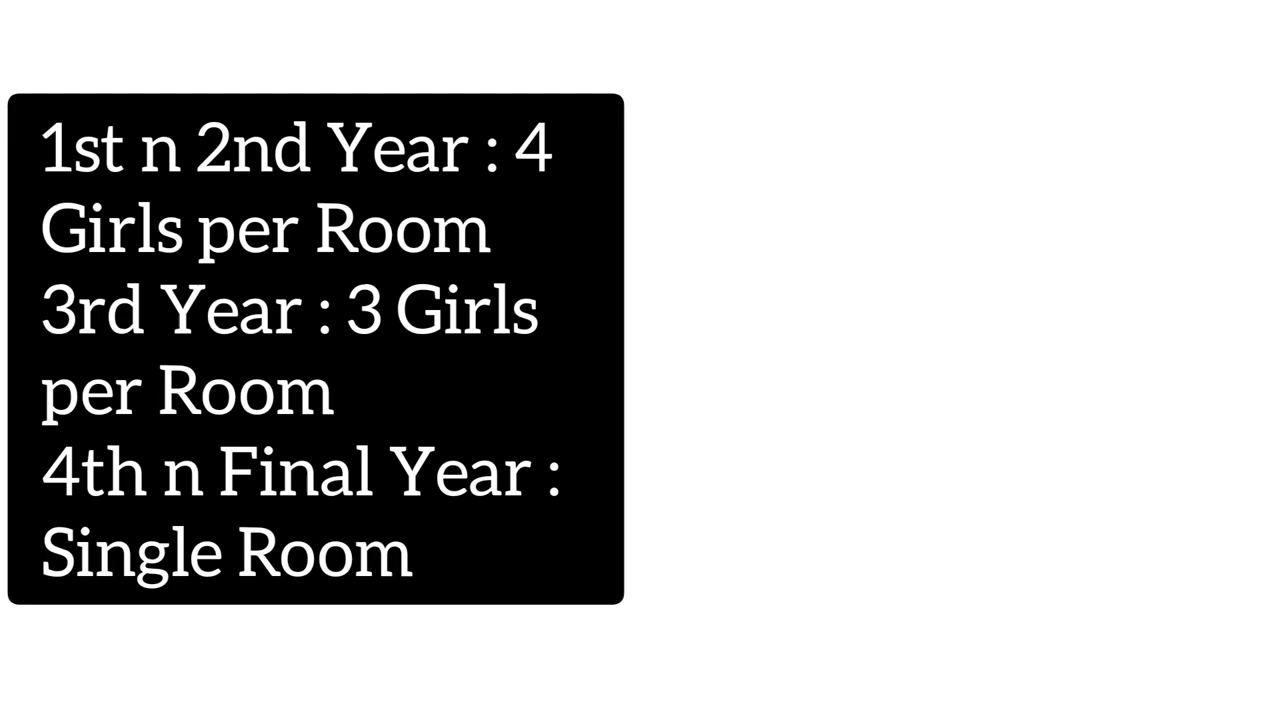 1st n 2nd Year : 4
Girls per Room
3rd Year : 3 Girls
per Room
4th n Final Year :
Single Room